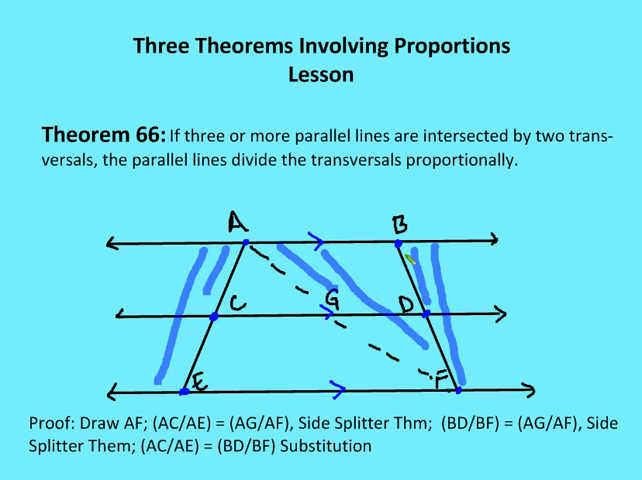 Three Theorems Involving Proportions
Lesson
Theorem 66: If three or more parallel lines are intersected by two trans-
versals, the parallel lines divide the transversals proportionally.
A B
C G D
E F
Proof: Draw AF; (AC/AE) = (AG/AF), Side Splitter Thm; (BD/BF) = (AG/AF), Side
Splitter Them; (AC/AE) = (BD/BF) Substitution